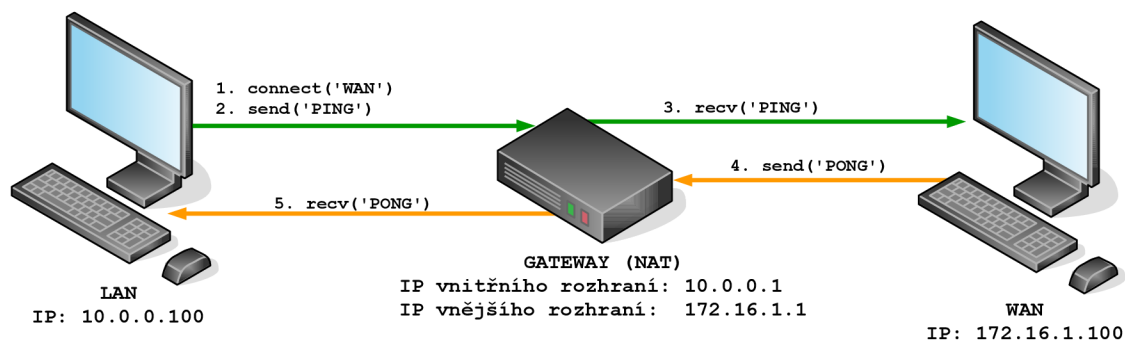 1. connect('WAN')
2. send('PING')
3. recv('PING')
4. send('PONG')
5. recv('PONG')
GATEWAY (NAT)
IP vnitřního rozhraní: 10.0.0.1
IP vnějšího rozhraní: 172.16.1.1
LAN
IP: 10.0.0.100
WAN
IP: 172.16.1.100